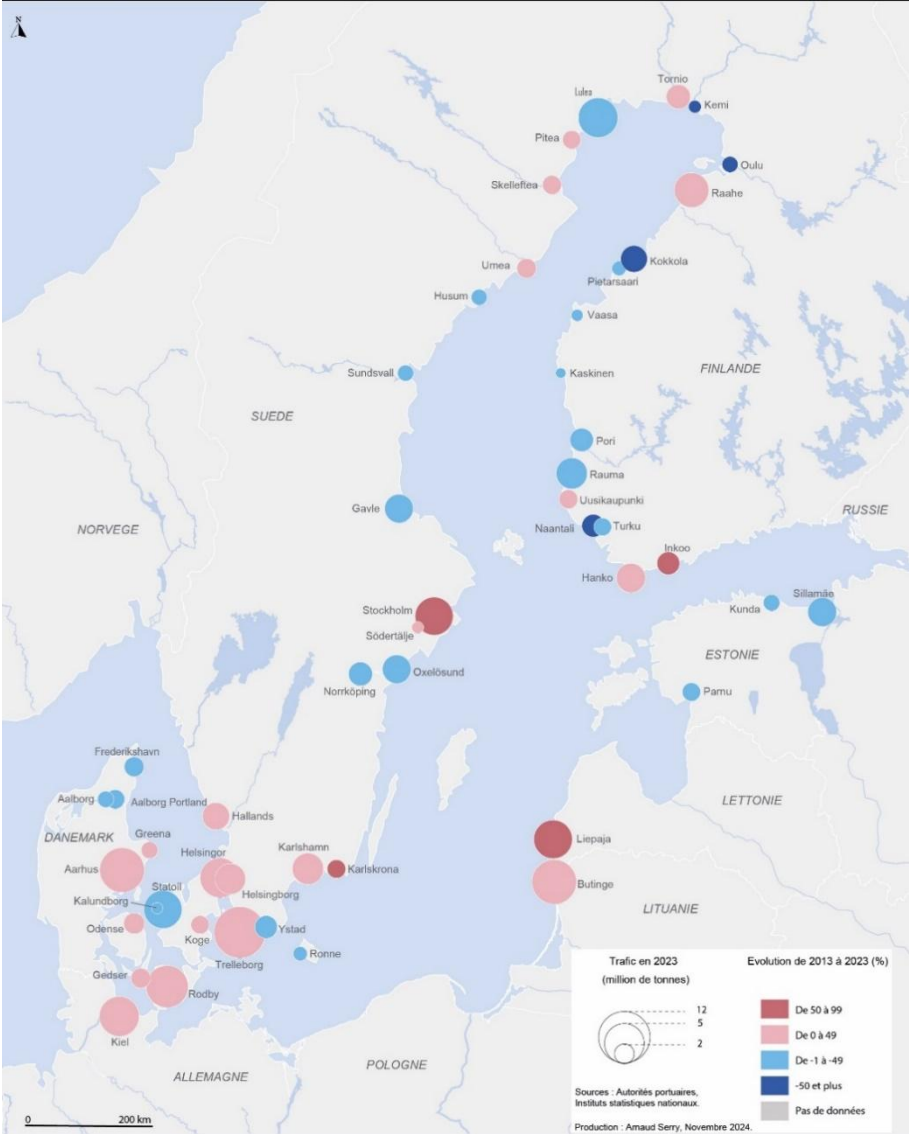 N
Tornio
Lulea
Kemi
Pitea
Oulu
Skelleftea
Raahe
Umea
Kokkola
Pietarsaari
Husum
Vaasa
Sundsvall
Kaskinen
FINLANDE
SUEDE
Pori
Rauma
Uusikaupunki
Gavle
RUSSIE
NORVEGE
Naantali
Turku
Inkoo
Hanko
Sillamäe
Stockholm
Kunda
Södertälje
ESTONIE
Oxelösund
Norrköping
Parnu
Frederikshavn
Aalborg
Aalborg Portland
LETTONIE
Hallands
DANEMARK
Greena
Liepaja
Helsingor
Karlshamn
Aarhus
Karlskrona
Statoil
Butinge
Kalundborg
Helsingborg
LITUANIE
Odense
Koge
Ystad
Ronne
Trelleborg
Gedser
Rodby
Kiel
POLOGNE
ALLEMAGNE
0 200 km
Trafic en 2023
(million de tonnes)
12
5
2
Evolution de 2013 à 2023 (%)
De 50 à 99
De 0 à 49
De -1 à -49
-50 et plus
Pas de données
Sources : Autorités portuaires,
Instituts statistiques nationaux.
Production : Arnaud Serry, Novembre 2024.